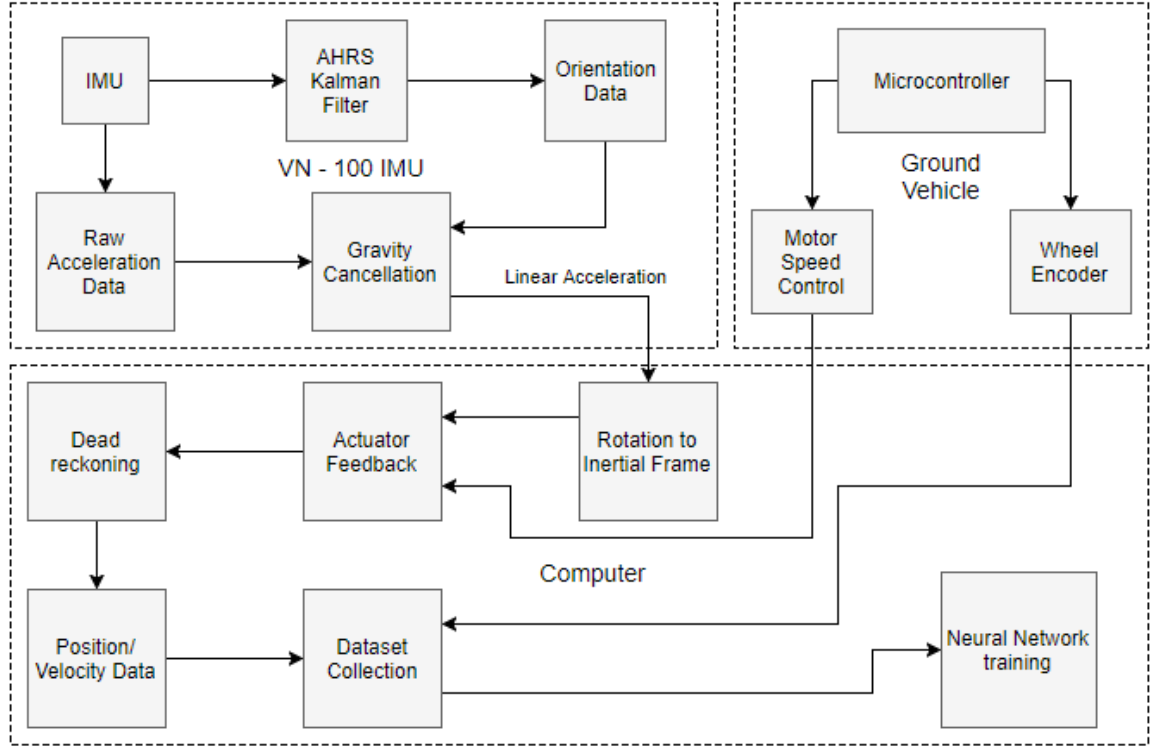 IMU
AHRS
Kalman
Filter
Orientation
Data
VN - 100 IMU
Raw
Acceleration
Data
Gravity
Cancellation
Linear Acceleration
Microcontroller
Ground
Vehicle
Motor
Speed
Control
Wheel
Encoder
Dead
reckoning
Actuator
Feedback
Rotation to
Inertial Frame
Computer
Position/
Velocity Data
Dataset
Collection
Neural Network
training